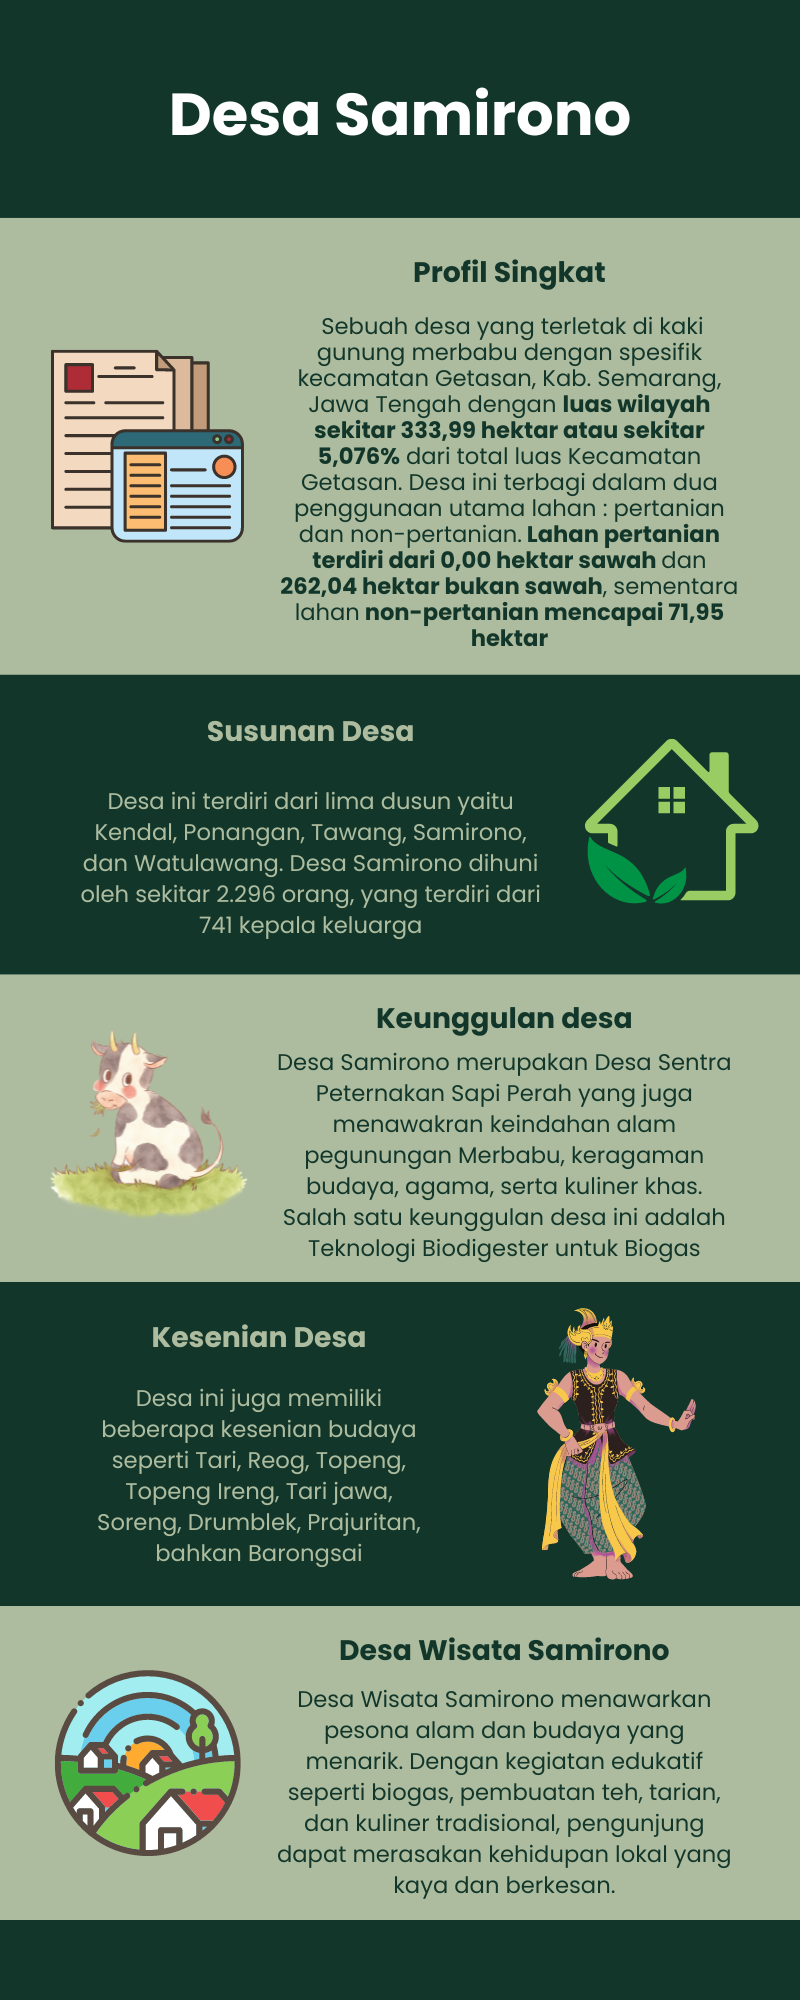 Desa Samirono
Profil Singkat
Sebuah desa yang terletak di kaki
gunung merbabu dengan spesifik
kecamatan Getasan, Kab. Semarang,
Jawa Tengah dengan luas wilayah
sekitar 333,99 hektar atau sekitar
5,076% dari total luas Kecamatan
Getasan. Desa ini terbagi dalam dua
penggunaan utama lahan : pertanian
dan non-pertanian. Lahan pertanian
terdiri dari 0,00 hektar sawah dan
262,04 hektar bukan sawah, sementara
lahan non-pertanian mencapai 71,95
hektar
Susunan Desa
Desa ini terdiri dari lima dusun yaitu
Kendal, Ponangan, Tawang, Samirono,
dan Watulawang. Desa Samirono dihuni
oleh sekitar 2.296 orang, yang terdiri dari
741 kepala keluarga
Keunggulan desa
Desa Samirono merupakan Desa Sentra
Peternakan Sapi Perah yang juga
menawakran keindahan alam
pegunungan Merbabu, keragaman
budaya, agama, serta kuliner khas.
Salah satu keunggulan desa ini adalah
Teknologi Biodigester untuk Biogas
Kesenian Desa
Desa ini juga memiliki
beberapa kesenian budaya
seperti Tari, Reog, Topeng,
Topeng Ireng, Tari jawa,
Soreng, Drumblek, Prajuritan,
bahkan Barongsai
Desa Wisata Samirono
Desa Wisata Samirono menawarkan
pesona alam dan budaya yang
menarik. Dengan kegiatan edukatif
seperti biogas, pembuatan teh, tarian,
dan kuliner tradisional, pengunjung
dapat merasakan kehidupan lokal yang
kaya dan berkesan.